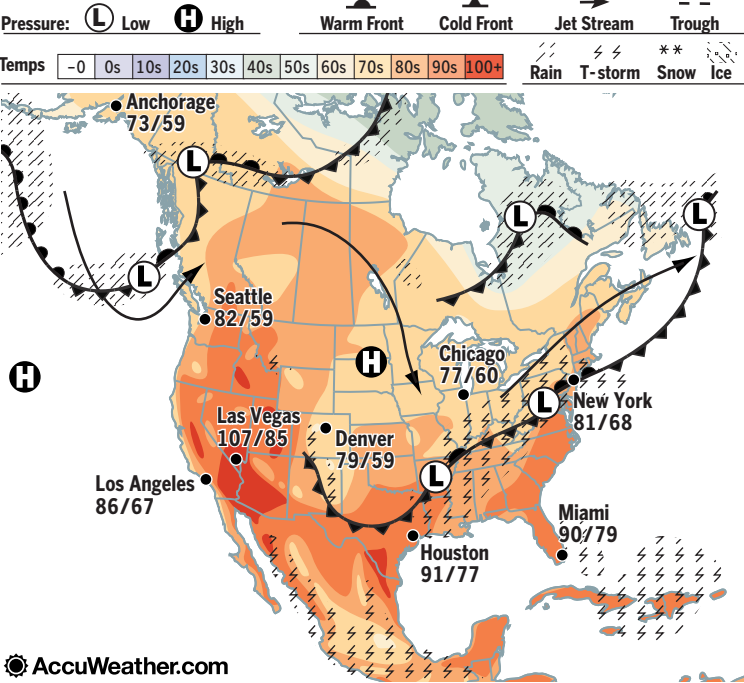 Pressure: L Low H High Warm Front Cold Front Jet Stream Trough
Temps -0 0s 10s 20s 30s 40s 50s 60s 70s 80s 90s 100+ Rain T-storm Snow Ice
Anchorage
73/59
L
L
L
L
Seattle
82/59
H
H
Chicago
77/60
Las Vegas
107/85
L
New York
81/68
Denver
79/59
L
Los Angeles
86/67
Miami
90/79
Houston
91/77
AccuWeather.com